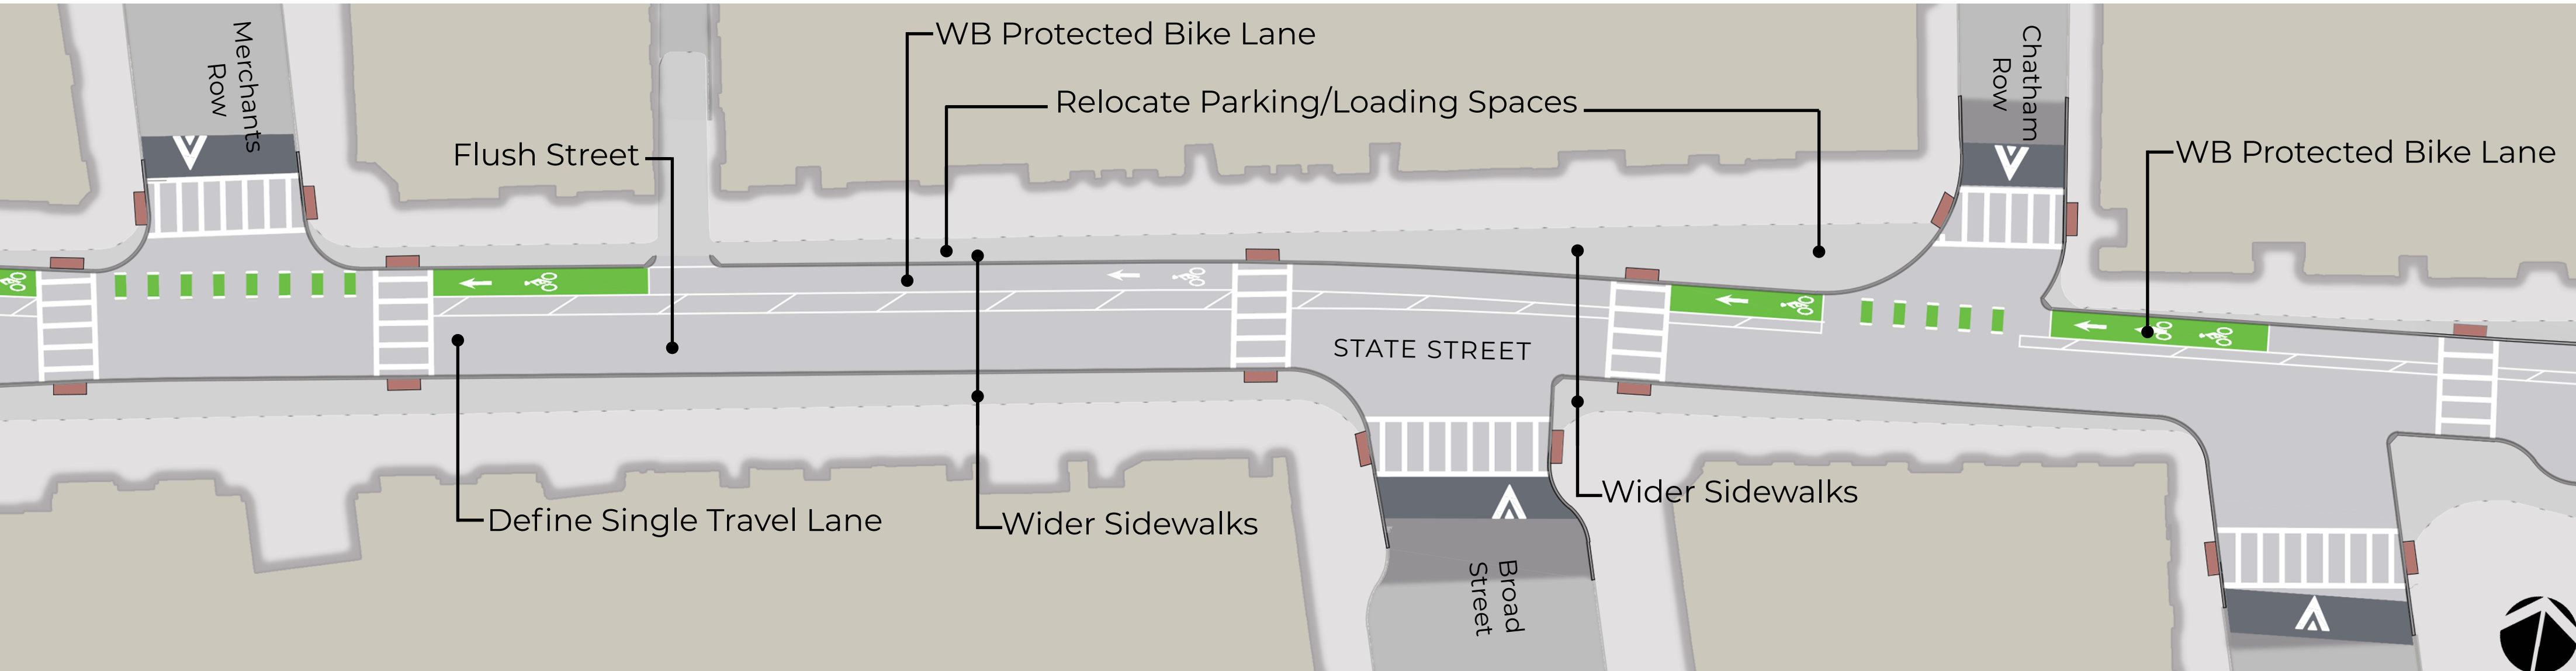 WB Protected Bike Lane
Relocate Parking/Loading Spaces
Merchants
Row
Chatham
Row
Flush Street
WB Protected Bike Lane
STATE STREET
Define Single Travel Lane
Wider Sidewalks
Wider Sidewalks
Broad
Street